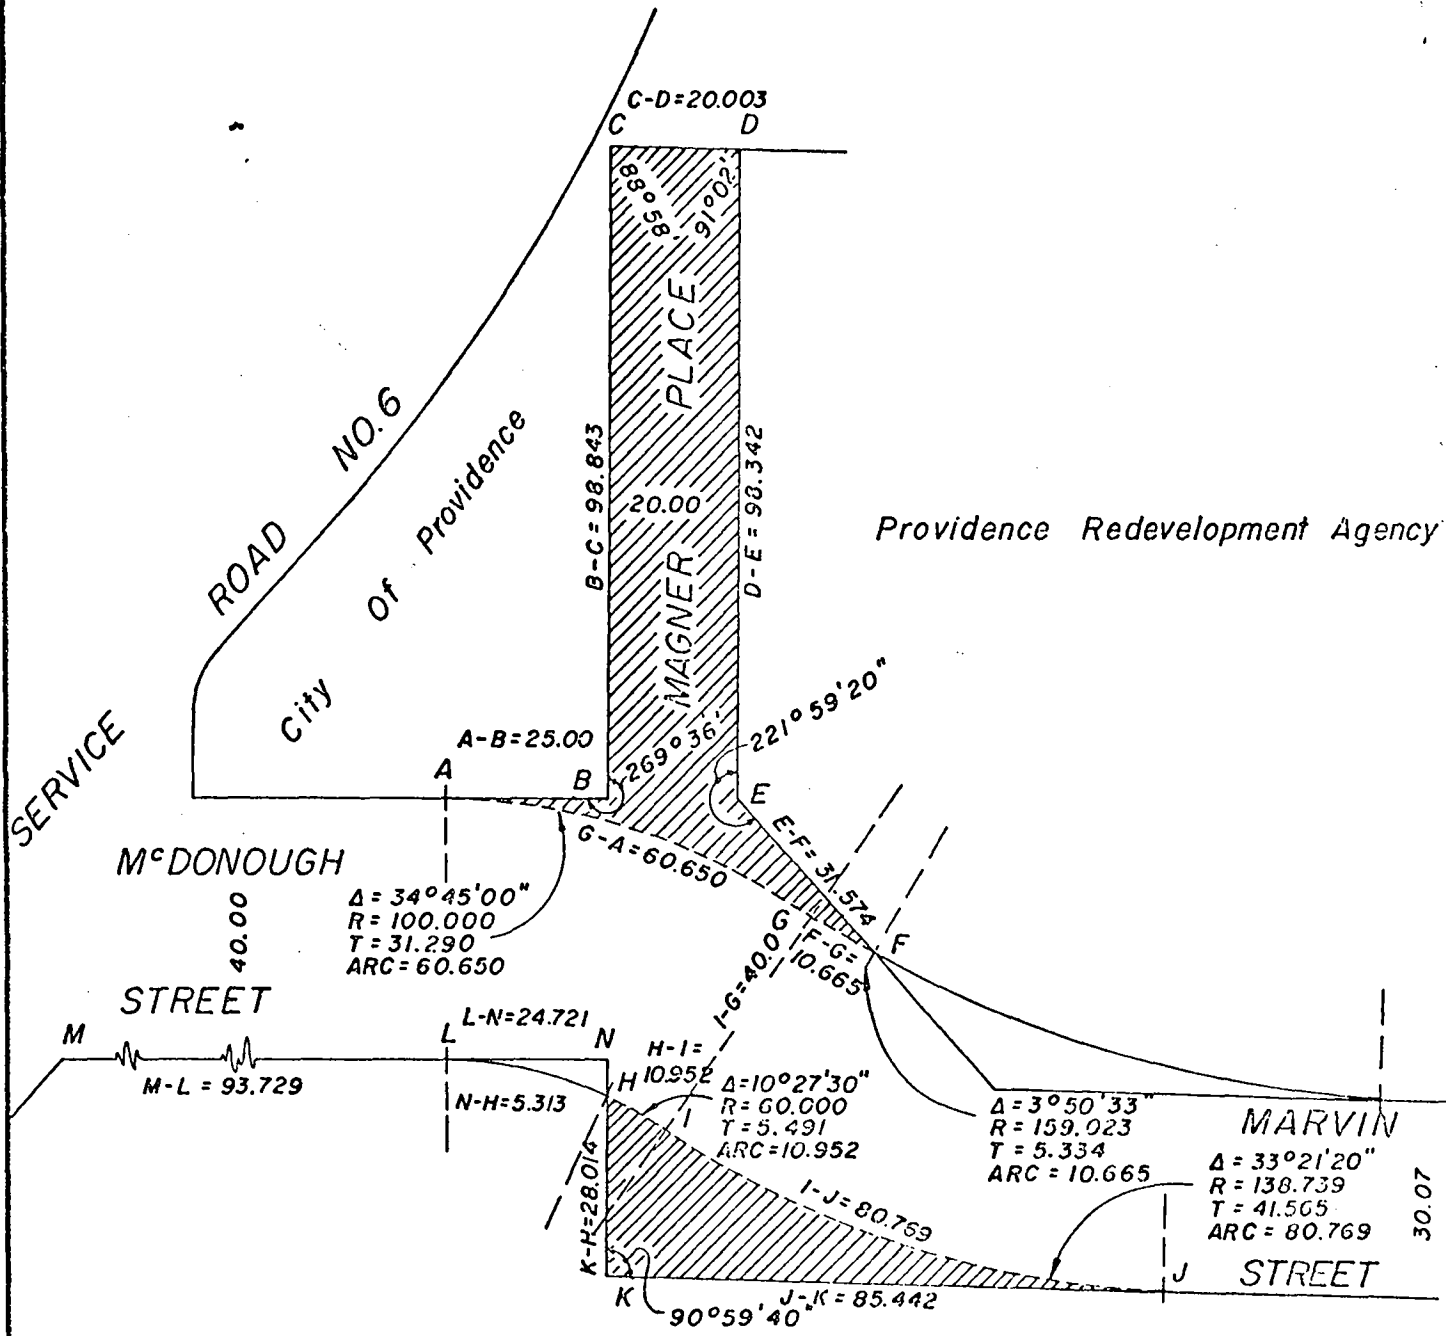 C-D=20.003
C
D
88°58'
91°02'
ROAD NO.6
City Of Providence
MAGNER PLACE
20.00
B-C = 98.843
D-E = 98.342
Providence Redevelopment Agency
SERVICE
A-B=25.00
269°36'
221°59'20"
A
B
E
G-A=60.650
McDONOUGH
40.00
Δ = 34°45'00"
R = 100.000
T = 31.290
ARC = 60.650
G
F-G=
10.665
F
I-G=40.0
STREET
M
L
L-N=24.721
N
M-L = 93.729
N-H=5.313
H
H-I=
10.952
I
Δ=10°27'30"
R = 60.000
T = 5.491
ARC=10.952
Δ=3°50'33"
R = 159.023
T = 5.334
ARC = 10.665
MARVIN
Δ = 33°21'20"
R = 138.739
T = 41.565
ARC = 80.769
30.07
I-J=80.769
K-H=28.014
J
STREET
K
J-K = 85.442
90°59'40"